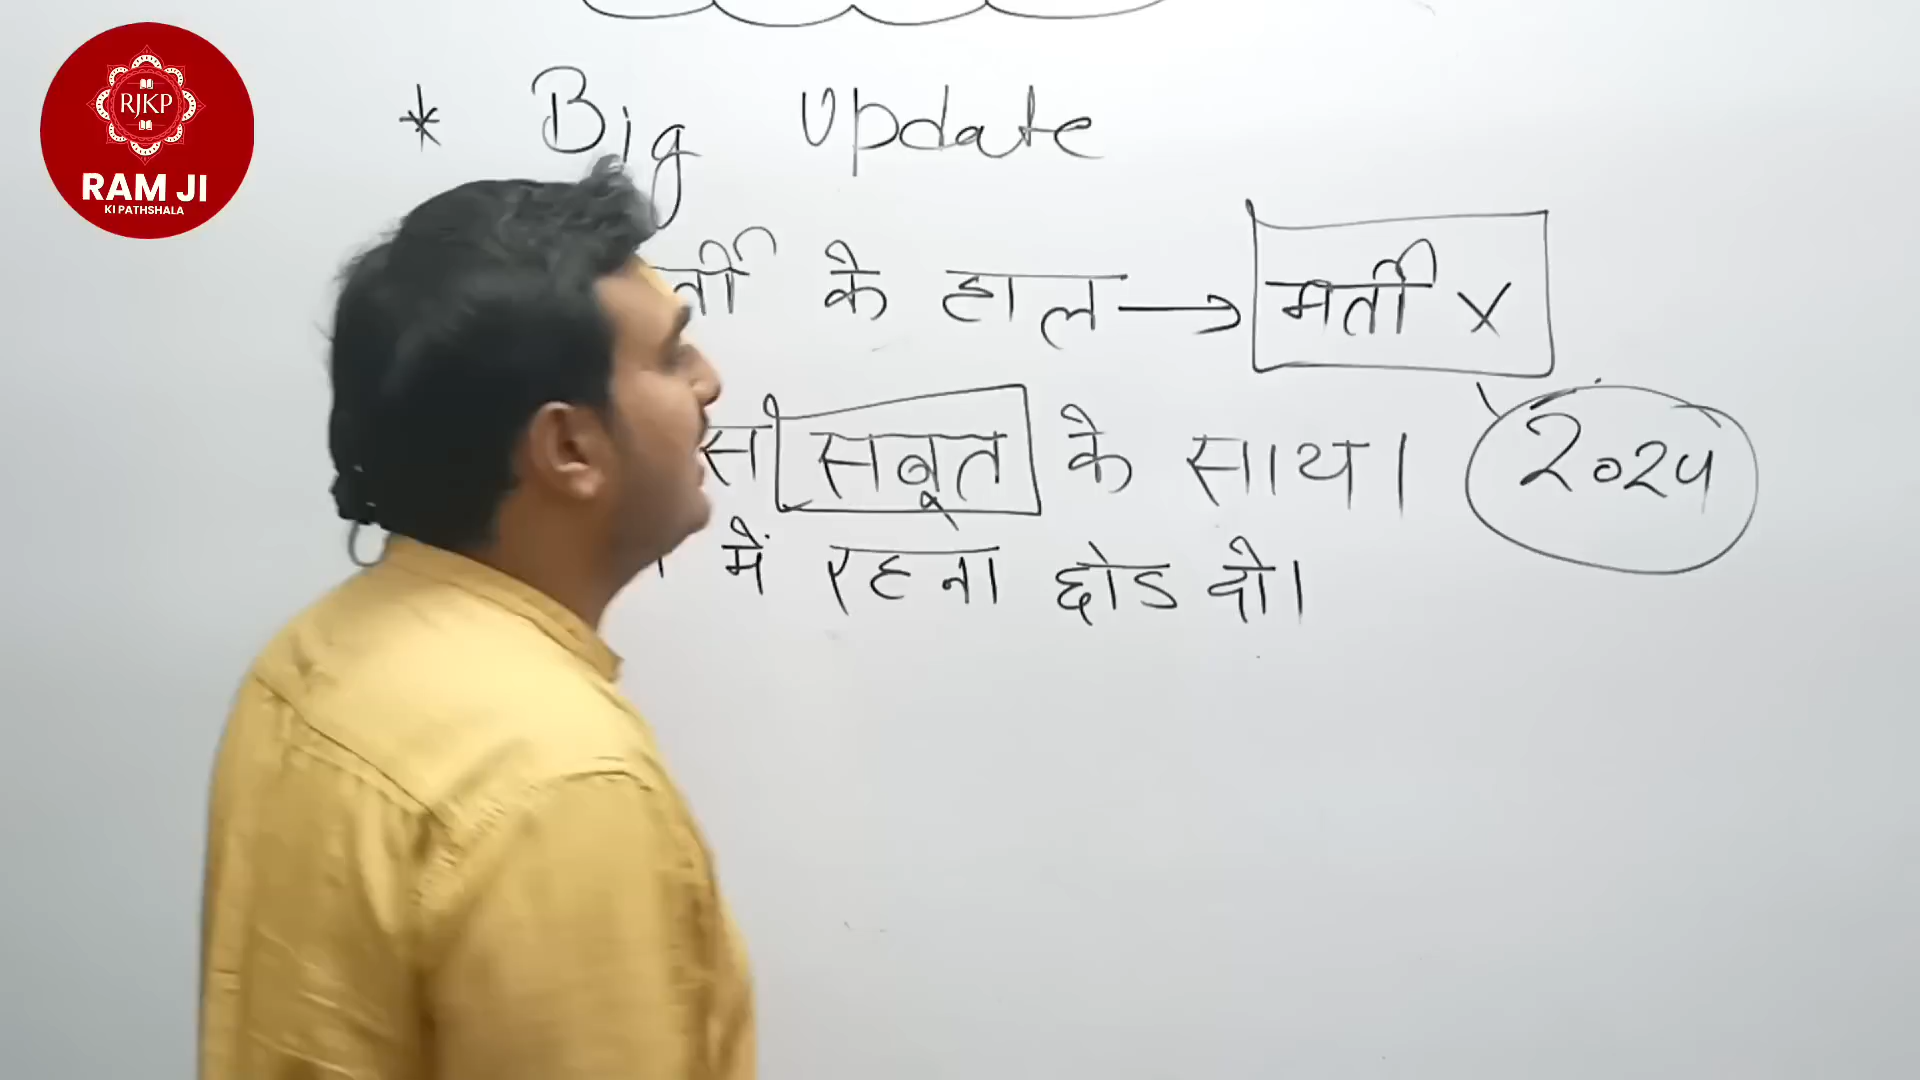 RJKP
RAM JI
KI PATHSHALA
* Big Update
र्ती के हाल → भर्ती X
स सबूत के साथ। 2024
में रहना छोड दो।